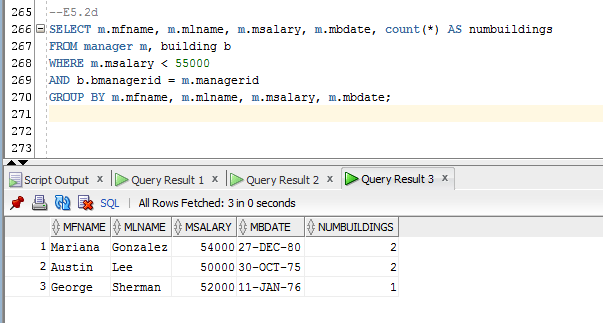 265 --E5.2d
266 SELECT m.mfname, m.mlname, m.msalary, m.mbdate, count(*) AS numbuildings
267 FROM manager m, building b
268 WHERE m.msalary < 55000
269 AND b.bmanagerid = m.managerid
270 GROUP BY m.mfname, m.mlname, m.msalary, m.mbdate;
271
272
273
Script Output x Query Result 1 x Query Result 2 x Query Result 3 x
SQL | All Rows Fetched: 3 in 0 seconds
MFNAME MLNAME MSALARY MBDATE NUMBUILDINGS
1 Mariana Gonzalez 54000 27-DEC-80 2
2 Austin Lee 50000 30-OCT-75 2
3 George Sherman 52000 11-JAN-76 1